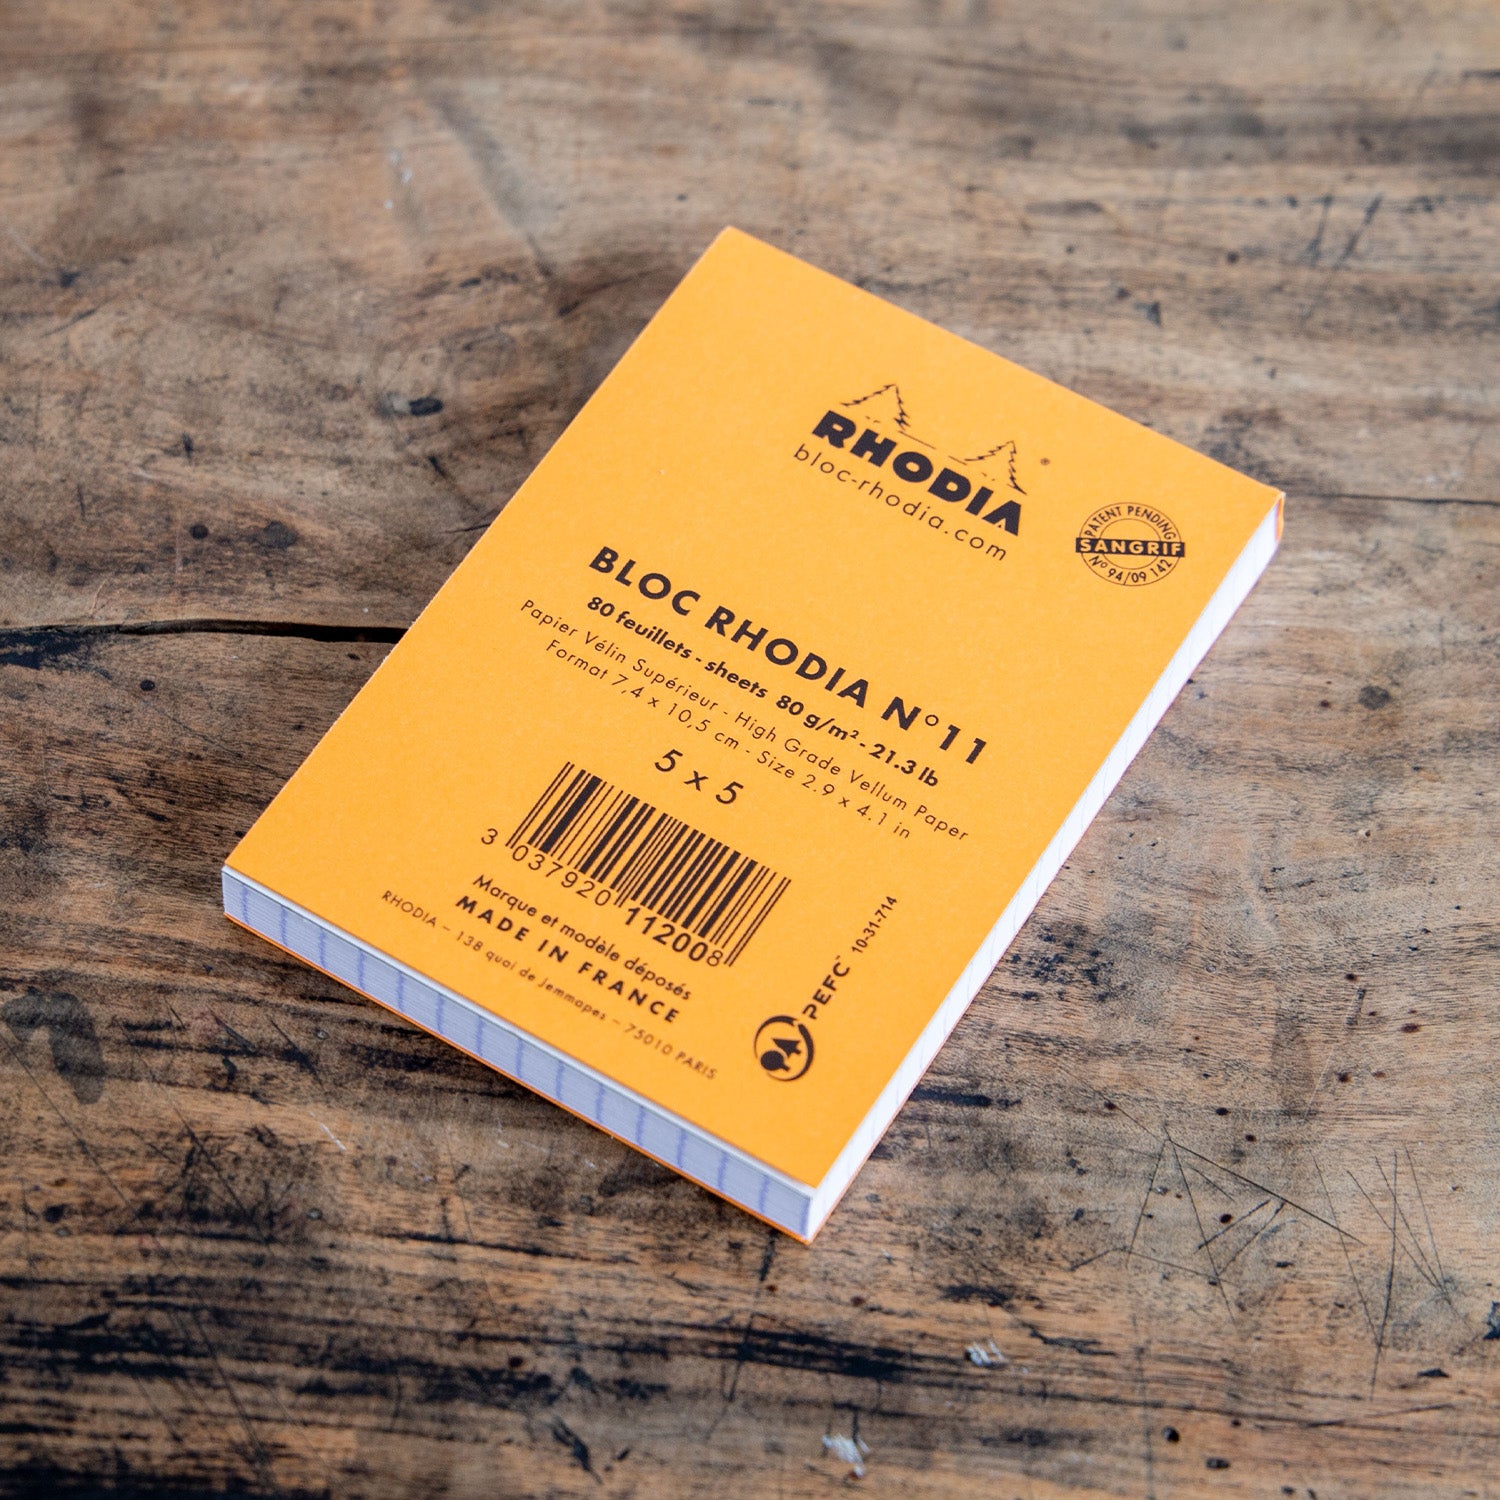 RHODIA
bloc-rhodia.com
PATENT PENDING
SANGRIF
N° 94/09 142
BLOC RHODIA N°11
80 feuillets - sheets 80 g/m² - 21.3 lb
Papier Vélin Supérieur - High Grade Vellum Paper
Format 7,4 x 10,5 cm - Size 2.9 x 4.1 in
5 x 5
3 037920 112008
Marque et modèle déposés
MADE IN FRANCE
RHODIA – 138 quai de Jemmapes – 75010 PARIS
PEFC 10-31-714